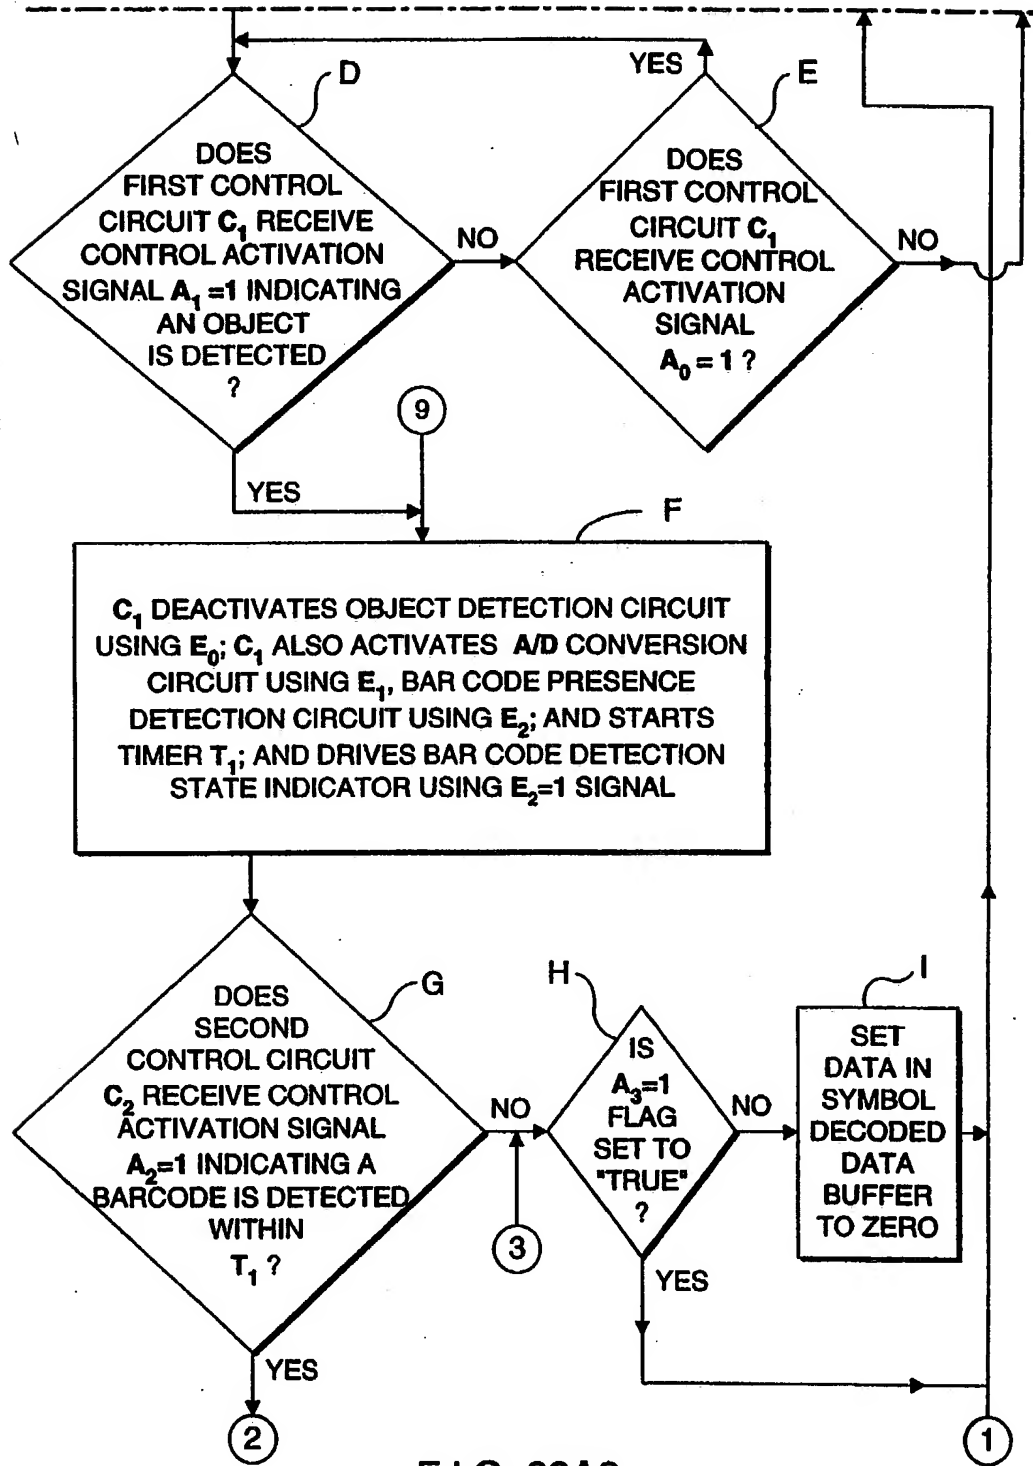 D
DOES
FIRST CONTROL
CIRCUIT C₁ RECEIVE
CONTROL ACTIVATION
SIGNAL A₁ =1 INDICATING
AN OBJECT
IS DETECTED
?
NO
YES
YES
E
DOES
FIRST CONTROL
CIRCUIT C₁
RECEIVE CONTROL
ACTIVATION
SIGNAL
A₀ = 1 ?
NO
9
F
C₁ DEACTIVATES OBJECT DETECTION CIRCUIT
USING E₀; C₁ ALSO ACTIVATES A/D CONVERSION
CIRCUIT USING E₁, BAR CODE PRESENCE
DETECTION CIRCUIT USING E₂; AND STARTS
TIMER T₁; AND DRIVES BAR CODE DETECTION
STATE INDICATOR USING E₂=1 SIGNAL
G
DOES
SECOND
CONTROL CIRCUIT
C₂ RECEIVE CONTROL
ACTIVATION SIGNAL
A₂=1 INDICATING A
BARCODE IS DETECTED
WITHIN
T₁ ?
NO
YES
2
3
H
IS
A₃=1
FLAG
SET TO
"TRUE"
?
NO
YES
I
SET
DATA IN
SYMBOL
DECODED
DATA
BUFFER
TO ZERO
1